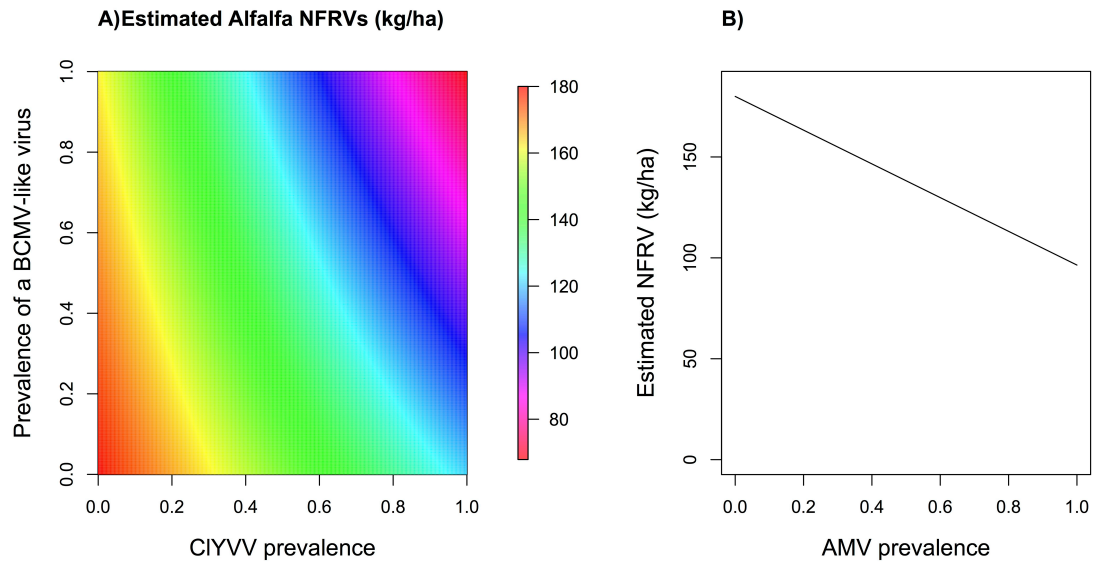 A)Estimated Alfalfa NFRVs (kg/ha)
Prevalence of a BCMV-like virus
1.0
0.8
0.6
0.4
0.2
0.0
0.0 0.2 0.4 0.6 0.8 1.0
ClYVV prevalence
180
160
140
120
100
80
B)
Estimated NFRV (kg/ha)
150
100
50
0
0.0 0.2 0.4 0.6 0.8 1.0
AMV prevalence